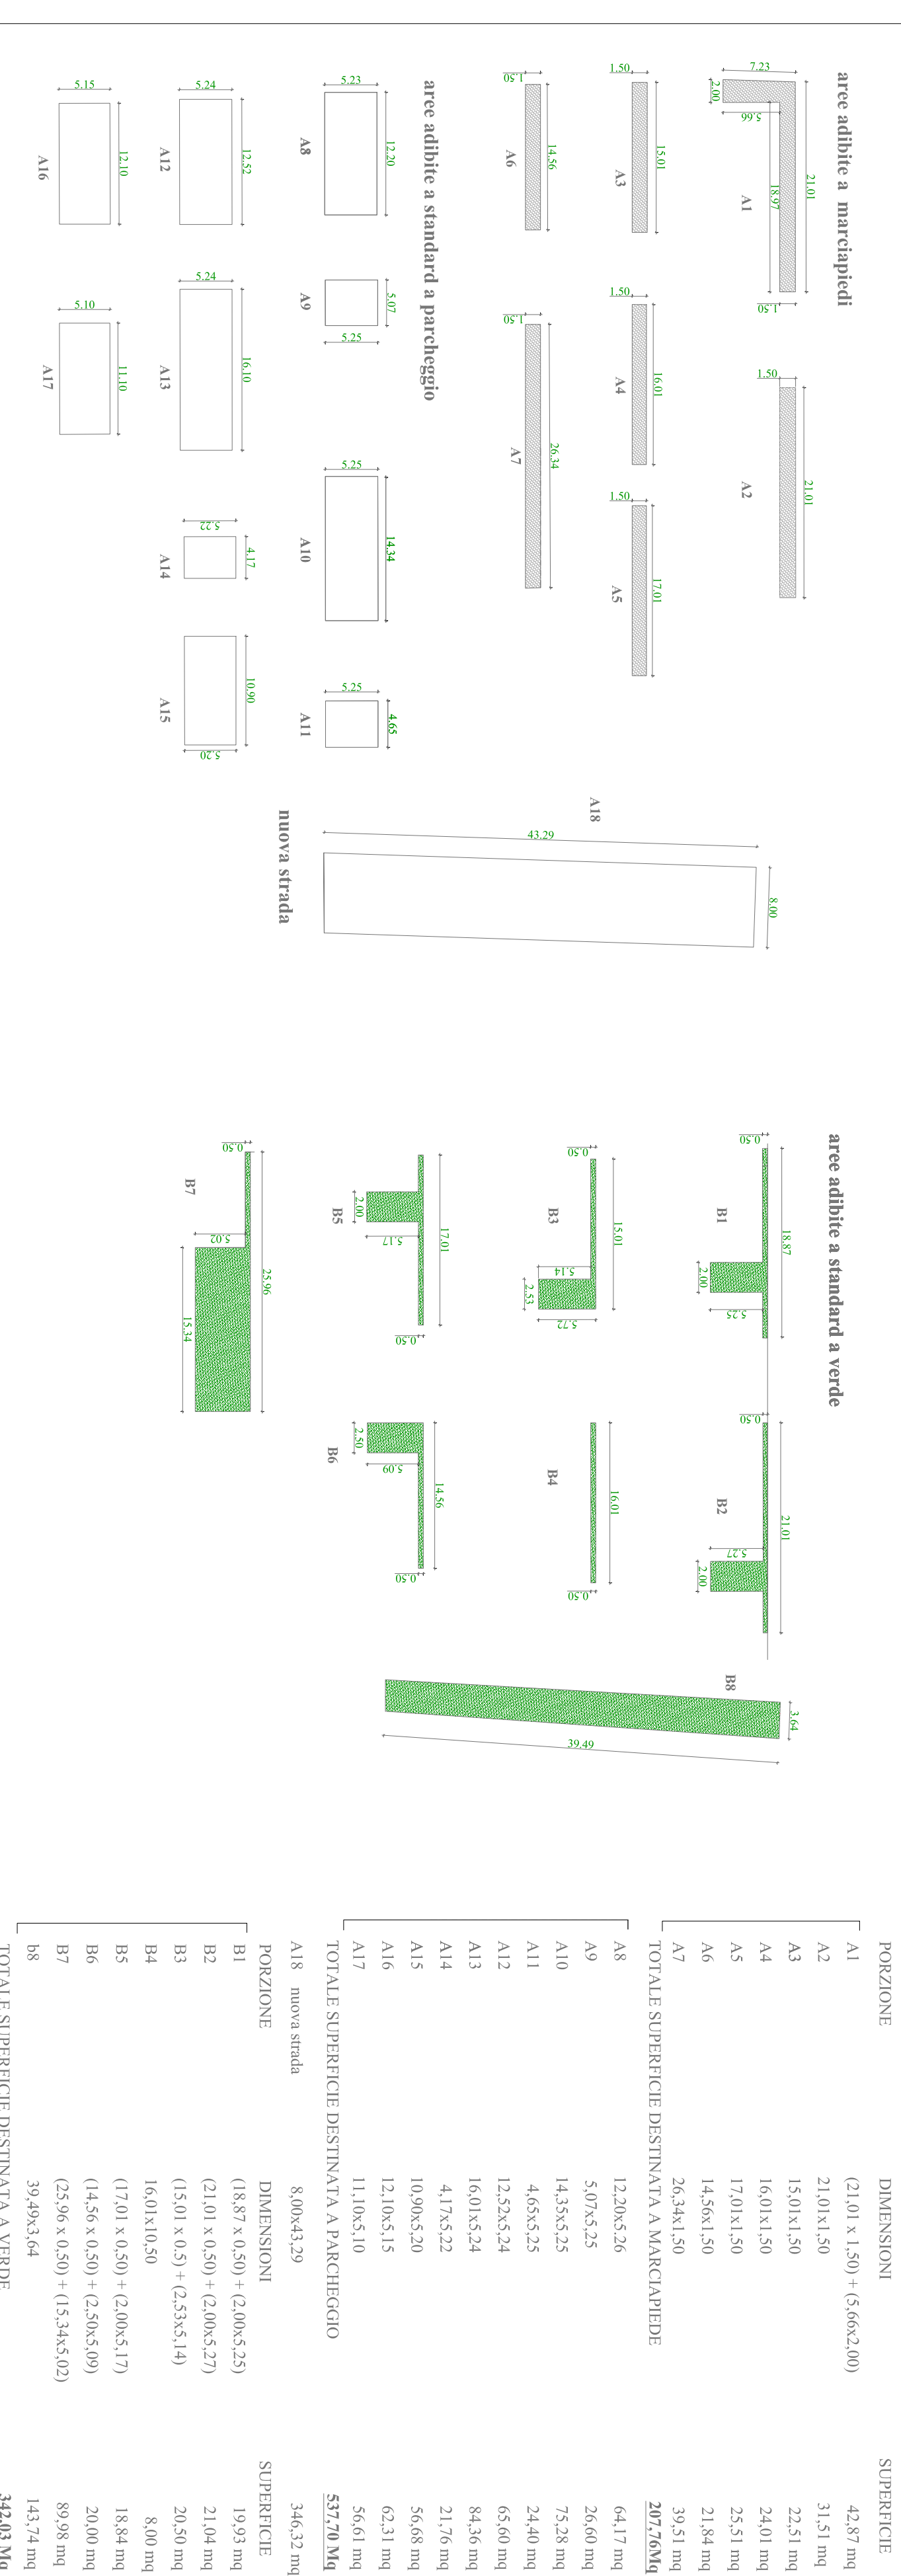 aree adibite a marciapiedi
7.23
2.00
5.66
21.01
18.97
1.50
A1
1.50
21.01
A2
1.50
15.01
A3
1.50
16.01
A4
1.50
17.01
A5
1.50
14.56
A6
1.50
26.34
A7
aree adibite a standard a parcheggio
5.23
12.20
A8
5.07
5.25
A9
5.25
14.34
A10
5.25
4.65
A11
5.24
12.52
A12
5.24
16.10
A13
5.22
4.17
A14
10.90
5.20
A15
5.15
12.10
A16
5.10
11.10
A17
A18
43.29
8.00
nuova strada
aree adibite a standard a verde
0.50
18.87
2.00
5.25
B1
0.50
21.01
5.27
2.00
B2
0.50
15.01
5.14
2.53
5.72
B3
16.01
0.50
B4
17.01
2.00
5.17
0.50
B5
14.56
2.50
5.09
0.50
B6
0.50
25.96
5.02
15.34
B7
B8
3.64
39.49
PORZIONE DIMENSIONI SUPERFICIE
A1 (21,01 x 1,50) + (5,66x2,00) 42,87 mq
A2 21,01x1,50 31,51 mq
A3 15,01x1,50 22,51 mq
A4 16,01x1,50 24,01 mq
A5 17,01x1,50 25,51 mq
A6 14,56x1,50 21,84 mq
A7 26,34x1,50 39,51 mq
TOTALE SUPERFICIE DESTINATA A MARCIAPIEDE 207,76Mq
A8 12,20x5,26 64,17 mq
A9 5,07x5,25 26,60 mq
A10 14,35x5,25 75,28 mq
A11 4,65x5,25 24,40 mq
A12 12,52x5,24 65,60 mq
A13 16,01x5,24 84,36 mq
A14 4,17x5,22 21,76 mq
A15 10,90x5,20 56,68 mq
A16 12,10x5,15 62,31 mq
A17 11,10x5,10 56,61 mq
TOTALE SUPERFICIE DESTINATA A PARCHEGGIO 537,70 Mq
A18 nuova strada 8,00x43,29 346,32 mq
PORZIONE DIMENSIONI SUPERFICIE
B1 (18,87 x 0,50) + (2,00x5,25) 19,93 mq
B2 (21,01 x 0,50) + (2,00x5,27) 21,04 mq
B3 (15,01 x 0.5) + (2,53x5,14) 20,50 mq
B4 16,01x10,50 8,00 mq
B5 (17,01 x 0,50) + (2,00x5,17) 18,84 mq
B6 (14,56 x 0,50) + (2,50x5,09) 20,00 mq
B7 (25,96 x 0,50) + (15,34x5,02) 89,98 mq
b8 39,49x3,64 143,74 mq
TOTALE SUPERFICIE DESTINATA A VERDE 342,03 Mq